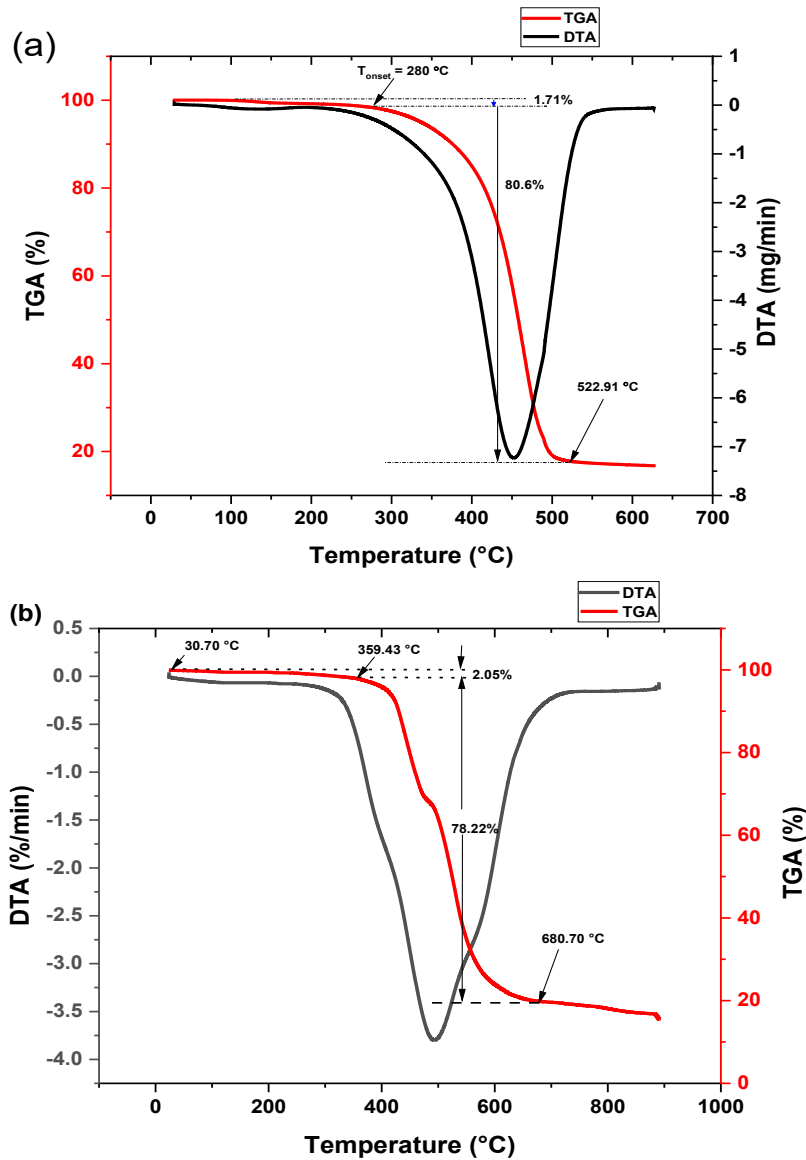 (a)
TGA
DTA
T onset = 280 ºC
1.71%
80.6%
522.91 ºC
100
80
60
40
20
TGA (%)
1
0
-1
-2
-3
-4
-5
-6
-7
-8
DTA (mg/min)
0 100 200 300 400 500 600 700
Temperature (°C)
(b)
DTA
TGA
30.70 °C
359.43 °C
2.05%
78.22%
680.70 °C
0.5
0.0
-0.5
-1.0
-1.5
-2.0
-2.5
-3.0
-3.5
-4.0
DTA (%/min)
100
80
60
40
20
0
TGA (%)
0 200 400 600 800 1000
Temperature (°C)